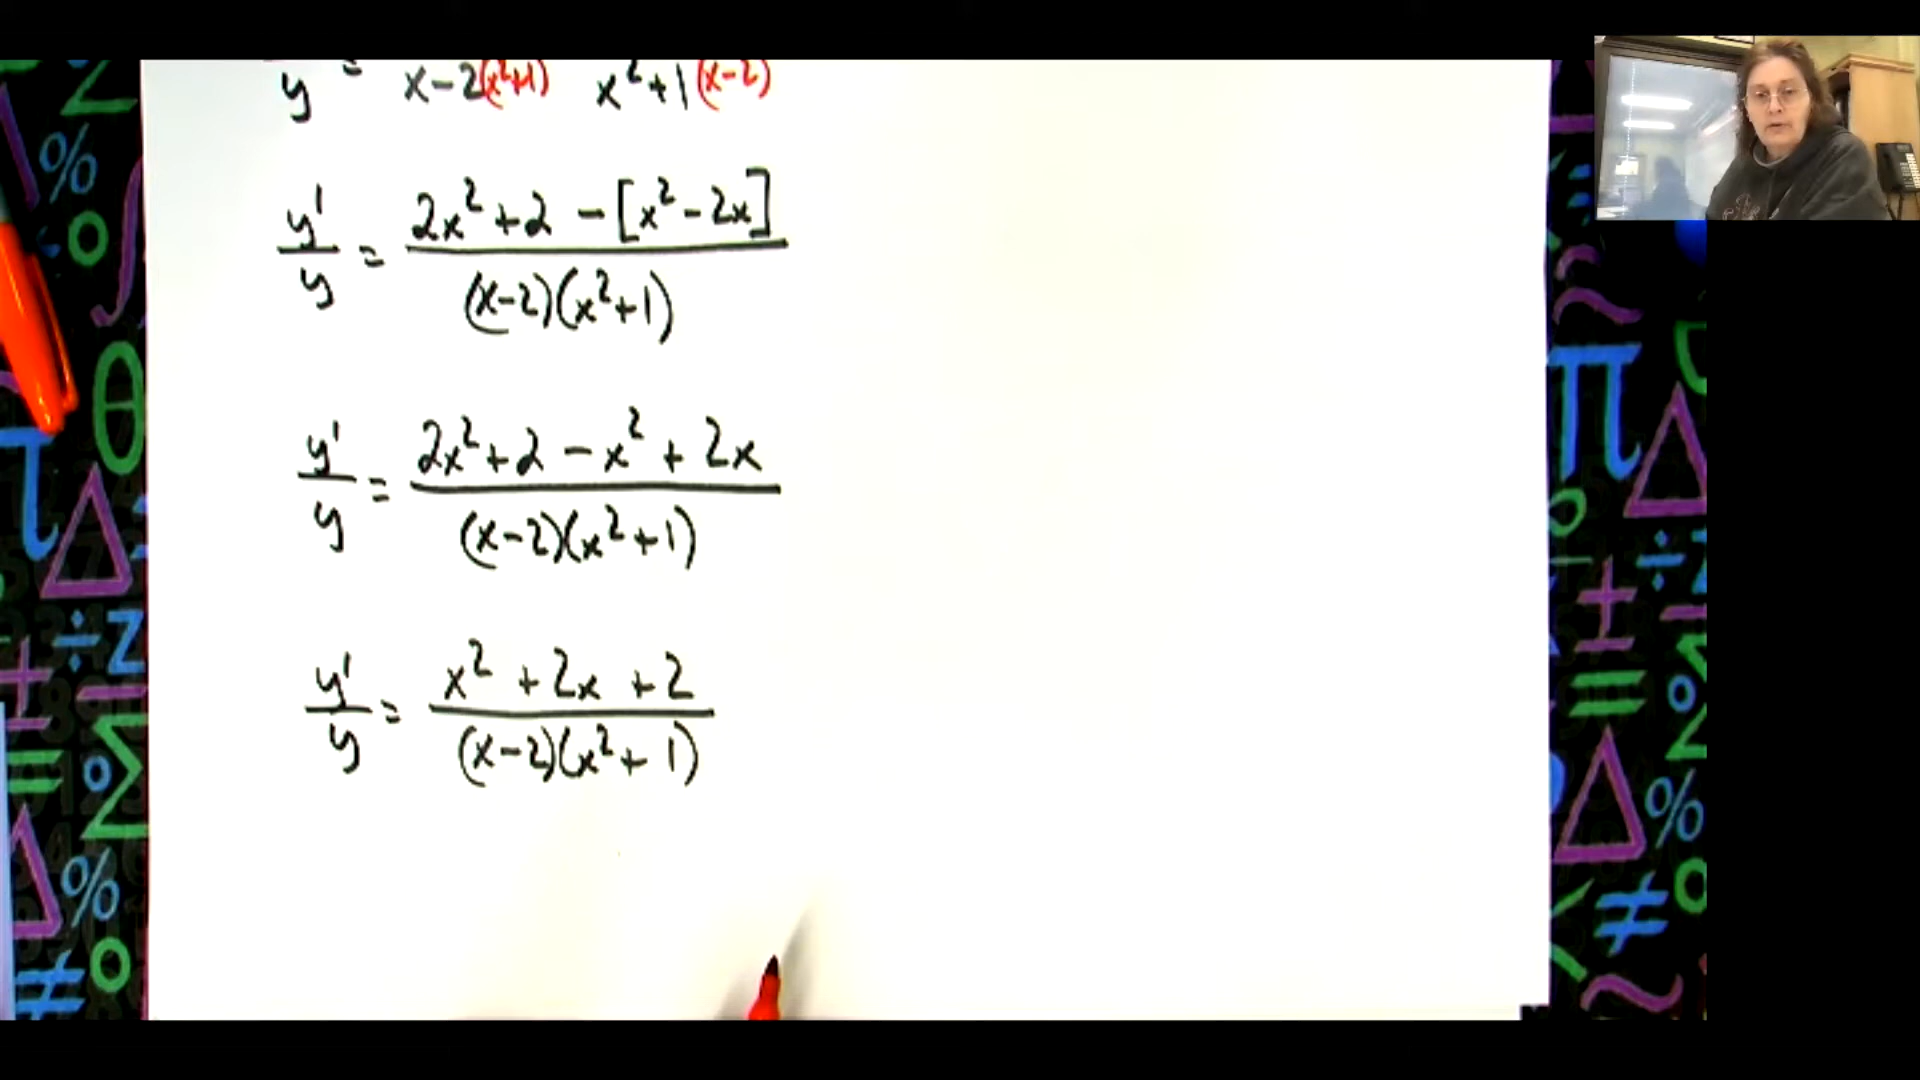 y = x-2(x²+1) x²+1(x-2)
y'/y = 2x²+2 - [x²-2x] / (x-2)(x²+1)
y'/y = 2x²+2 - x² + 2x / (x-2)(x²+1)
y'/y = x² + 2x + 2 / (x-2)(x²+1)